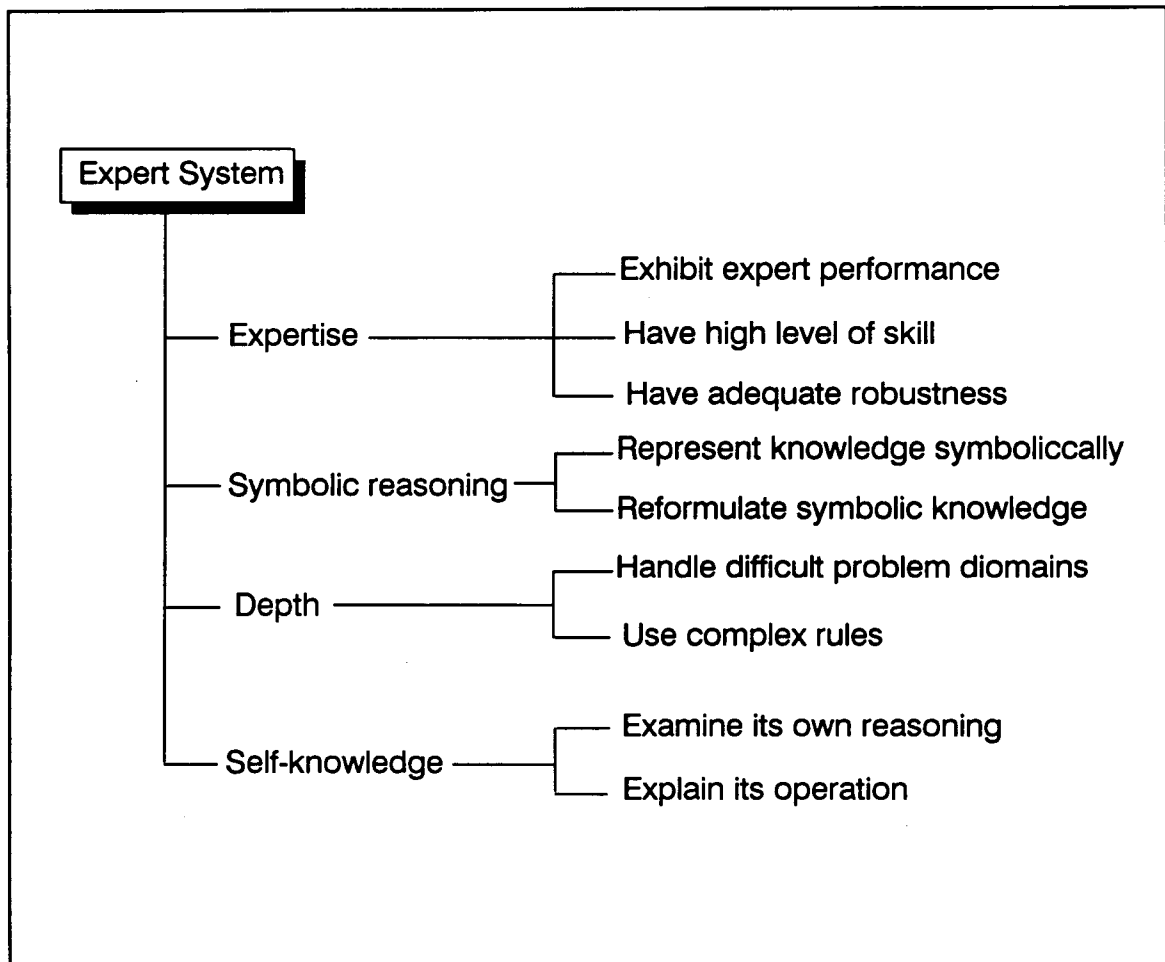 Expert System
Exhibit expert performance
Expertise
Have high level of skill
Have adequate robustness
Represent knowledge symboliccally
Symbolic reasoning
Reformulate symbolic knowledge
Handle difficult problem diomains
Depth
Use complex rules
Examine its own reasoning
Self-knowledge
Explain its operation